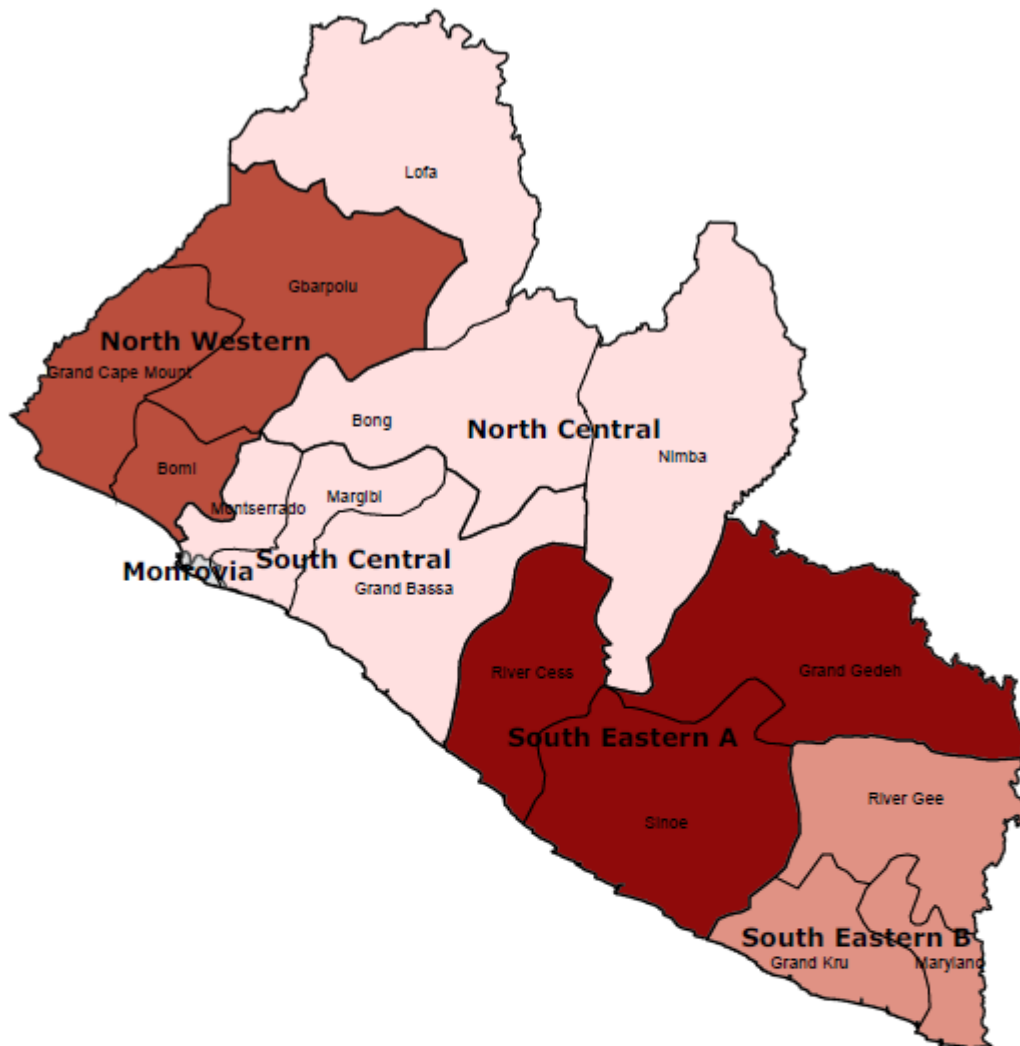 Lofa
Gbarpolu
North Western
Grand Cape Mount
Bong
North Central
Nimba
Bomi
Montserrado
Margibi
South Central
Monrovia
Grand Bassa
River Cess
Grand Gedeh
South Eastern A
River Gee
Sinoe
South Eastern B
Grand Kru
Maryland